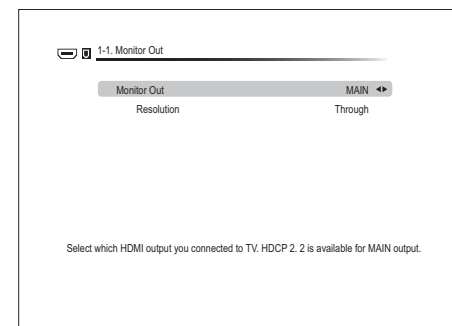 1-1. Monitor Out
Monitor Out MAIN
Resolution Through
Select which HDMI output you connected to TV. HDCP 2. 2 is available for MAIN output.